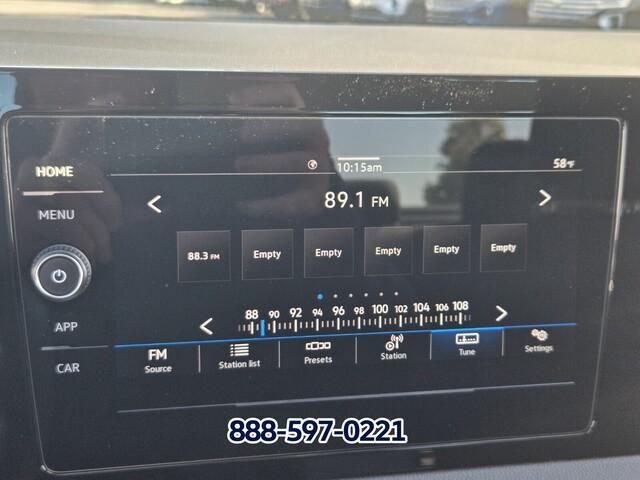 HOME
10:15am
58°F
MENU
89.1 FM
88.3 FM Empty Empty Empty Empty Empty
APP
88 90 92 94 96 98 100 102 104 106 108
CAR
FM Source
Station list
Presets
Station
Tune
Settings
888-597-0221